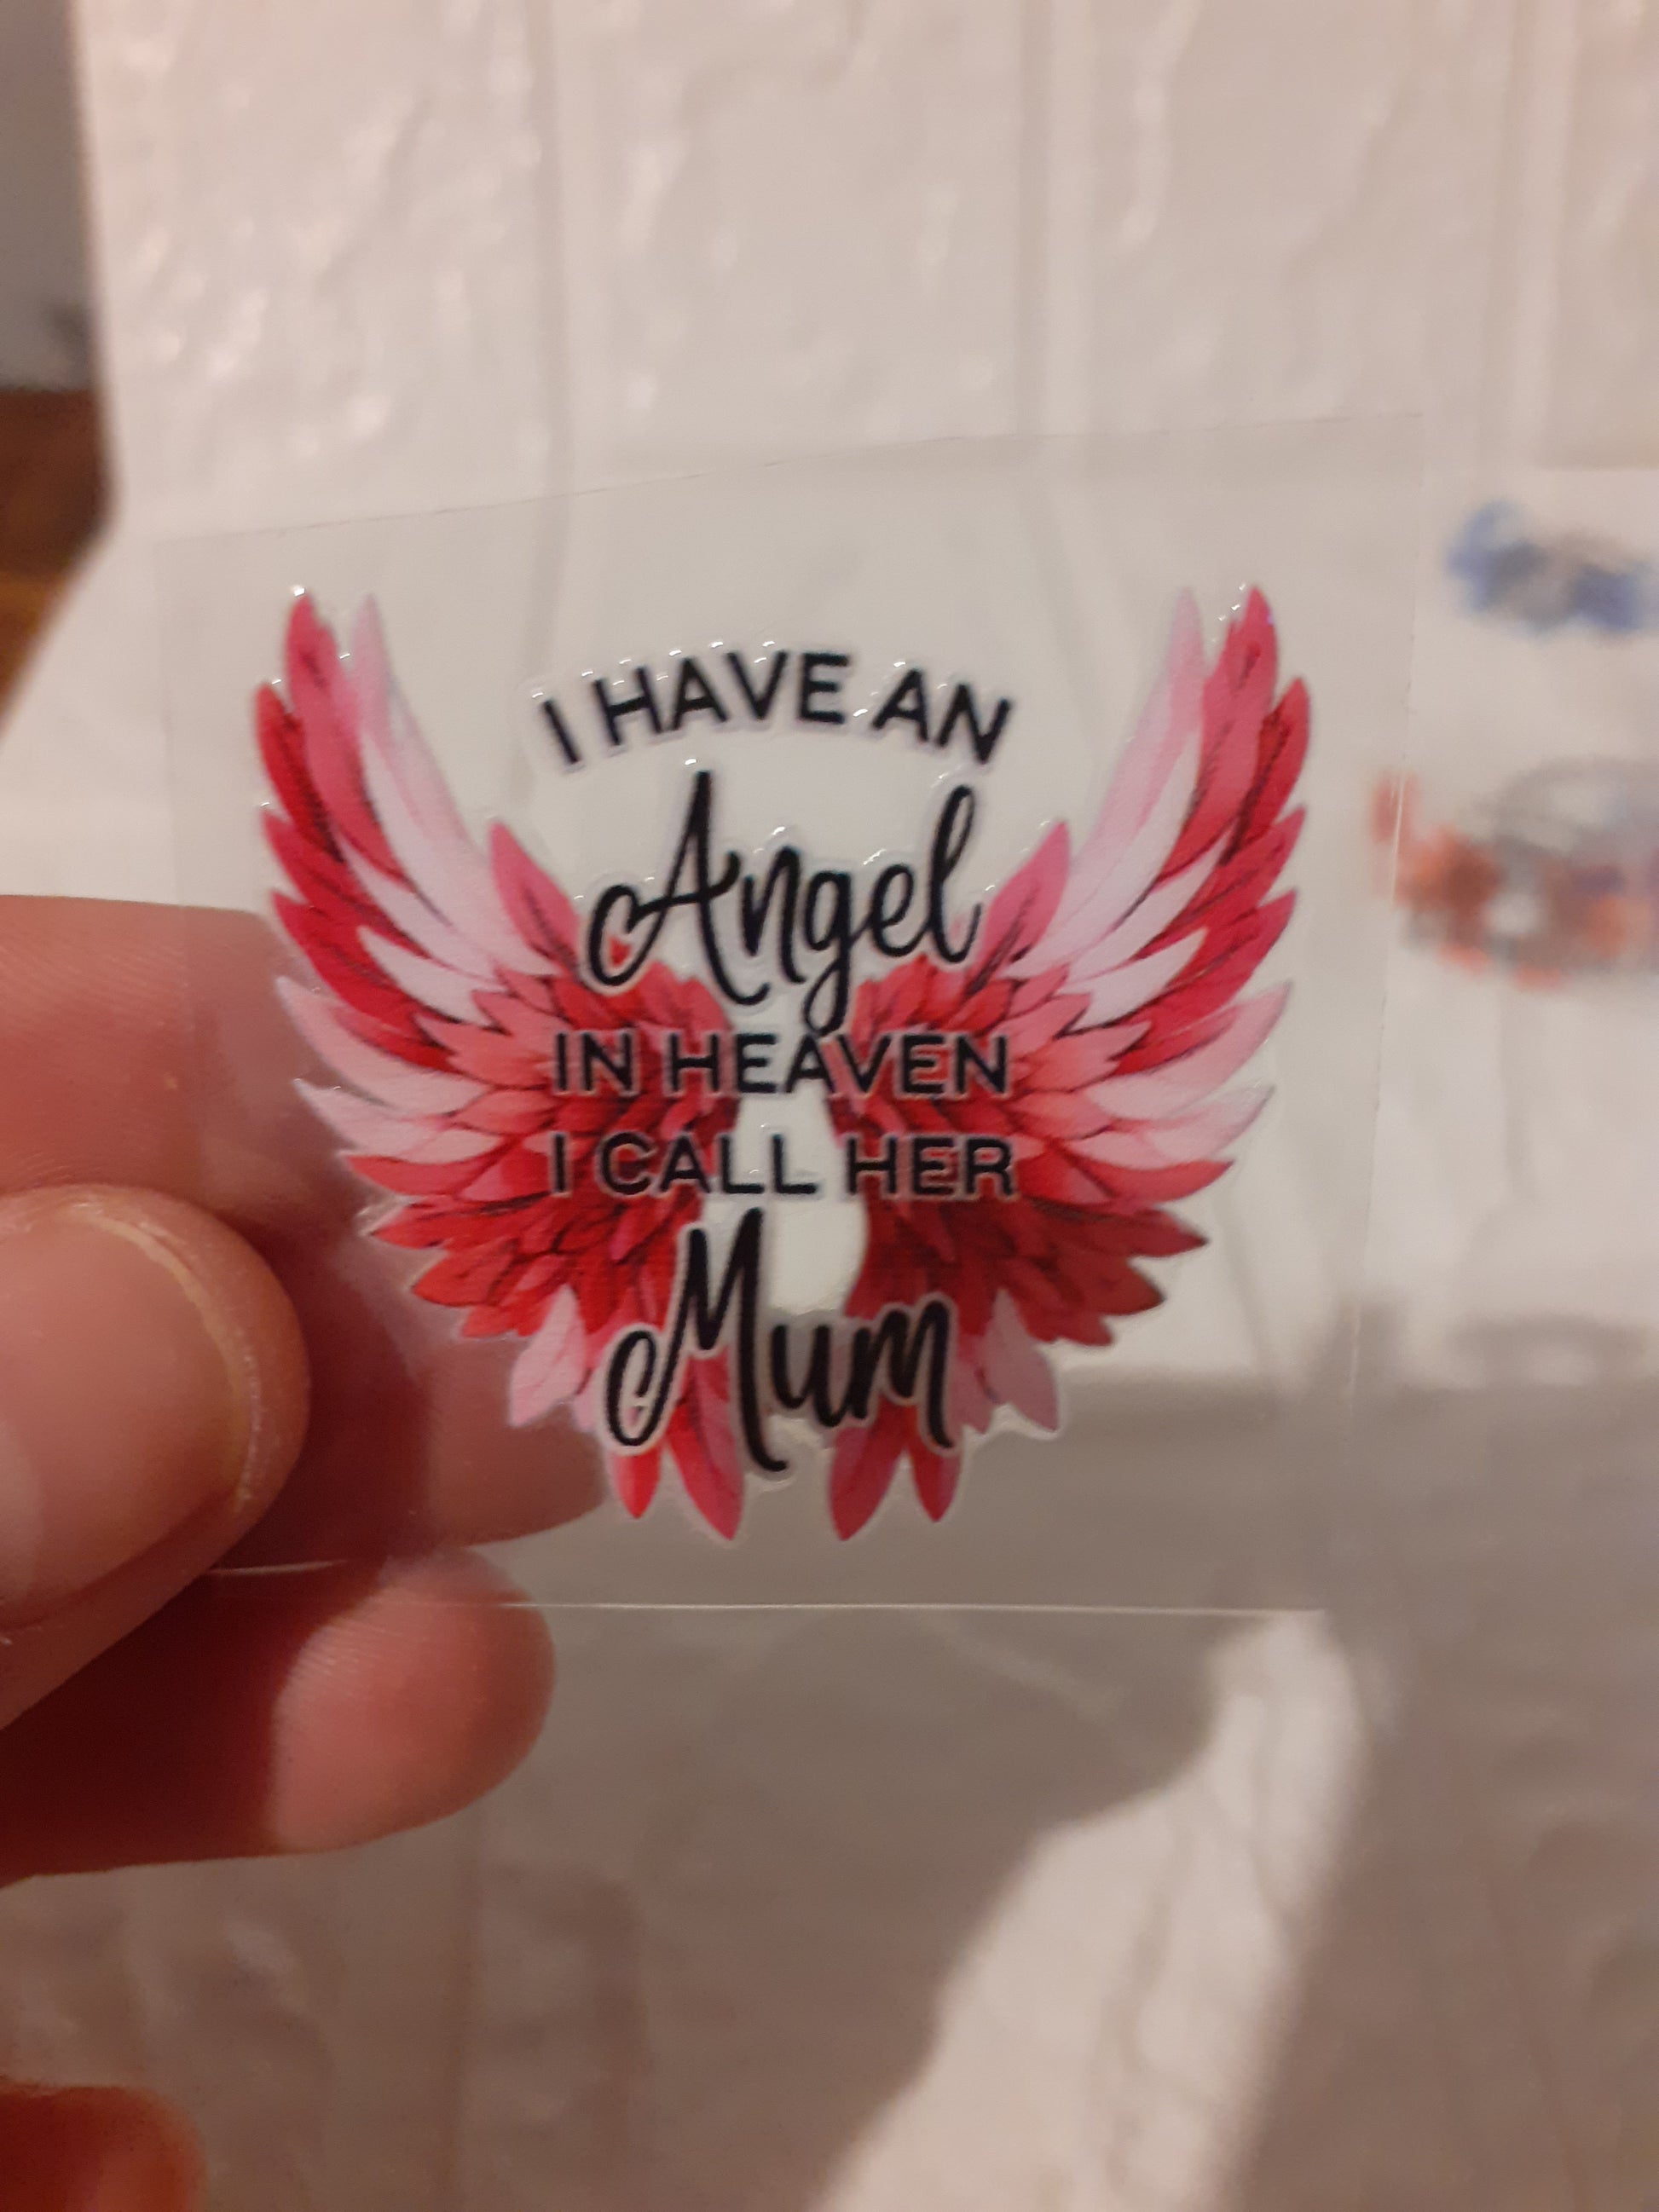 I HAVE AN
Angel
IN HEAVEN
I CALL HER
Mum